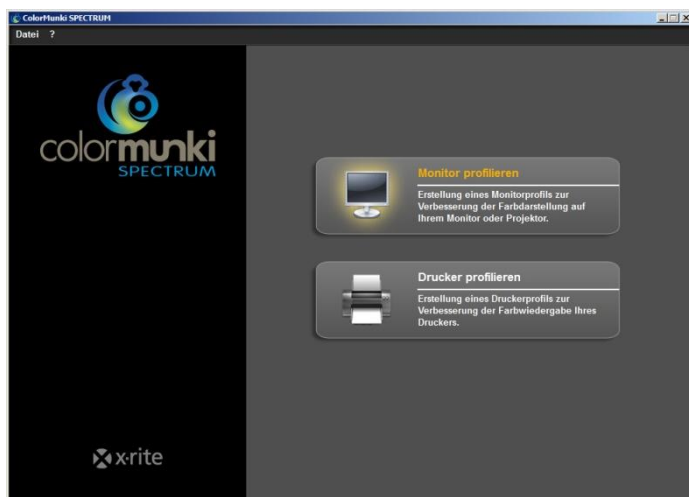 ColorMunki SPECTRUM
Datei ?
colormunki
SPECTRUM
Monitor profilieren
Erstellung eines Monitorprofils zur
Verbesserung der Farbdarstellung auf
Ihrem Monitor oder Projektor.
Drucker profilieren
Erstellung eines Druckerprofils zur
Verbesserung der Farbwiedergabe Ihres
Druckers.
x·rite